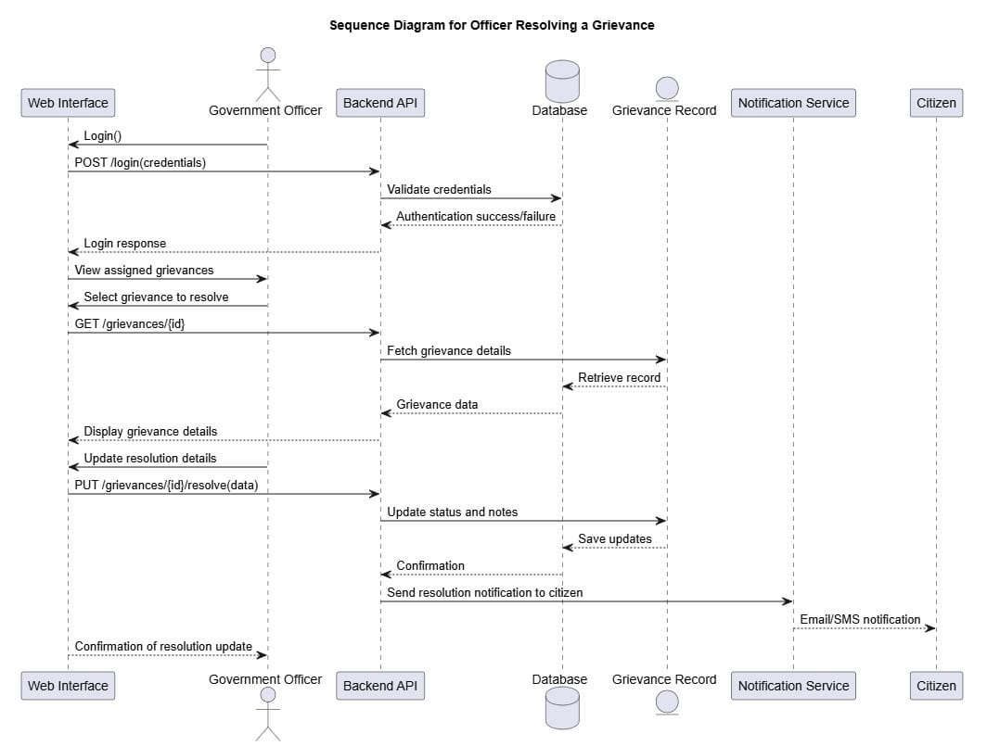 Sequence Diagram for Officer Resolving a Grievance
Web Interface
Government Officer
Backend API
Database
Grievance Record
Notification Service
Citizen
Login()
POST /login(credentials)
Validate credentials
Authentication success/failure
Login response
View assigned grievances
Select grievance to resolve
GET /grievances/{id}
Fetch grievance details
Retrieve record
Grievance data
Display grievance details
Update resolution details
PUT /grievances/{id}/resolve(data)
Update status and notes
Save updates
Confirmation
Send resolution notification to citizen
Email/SMS notification
Confirmation of resolution update
Web Interface
Government Officer
Backend API
Database
Grievance Record
Notification Service
Citizen